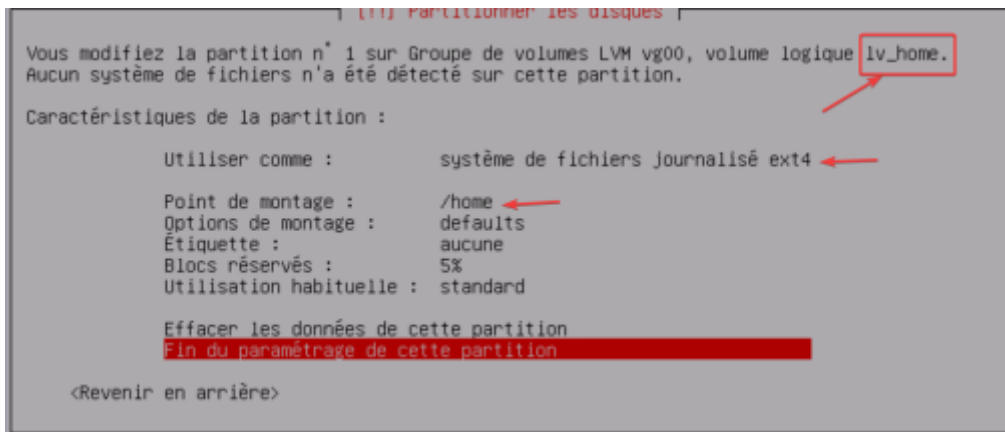 [!!] Partitionner les disques
Vous modifiez la partition n° 1 sur Groupe de volumes LVM vg00, volume logique lv_home.
Aucun système de fichiers n'a été détecté sur cette partition.
Caractéristiques de la partition :
Utiliser comme : système de fichiers journalisé ext4
Point de montage : /home
Options de montage : defaults
Étiquette : aucune
Blocs réservés : 5%
Utilisation habituelle : standard
Effacer les données de cette partition
Fin du paramétrage de cette partition
<Revenir en arrière>